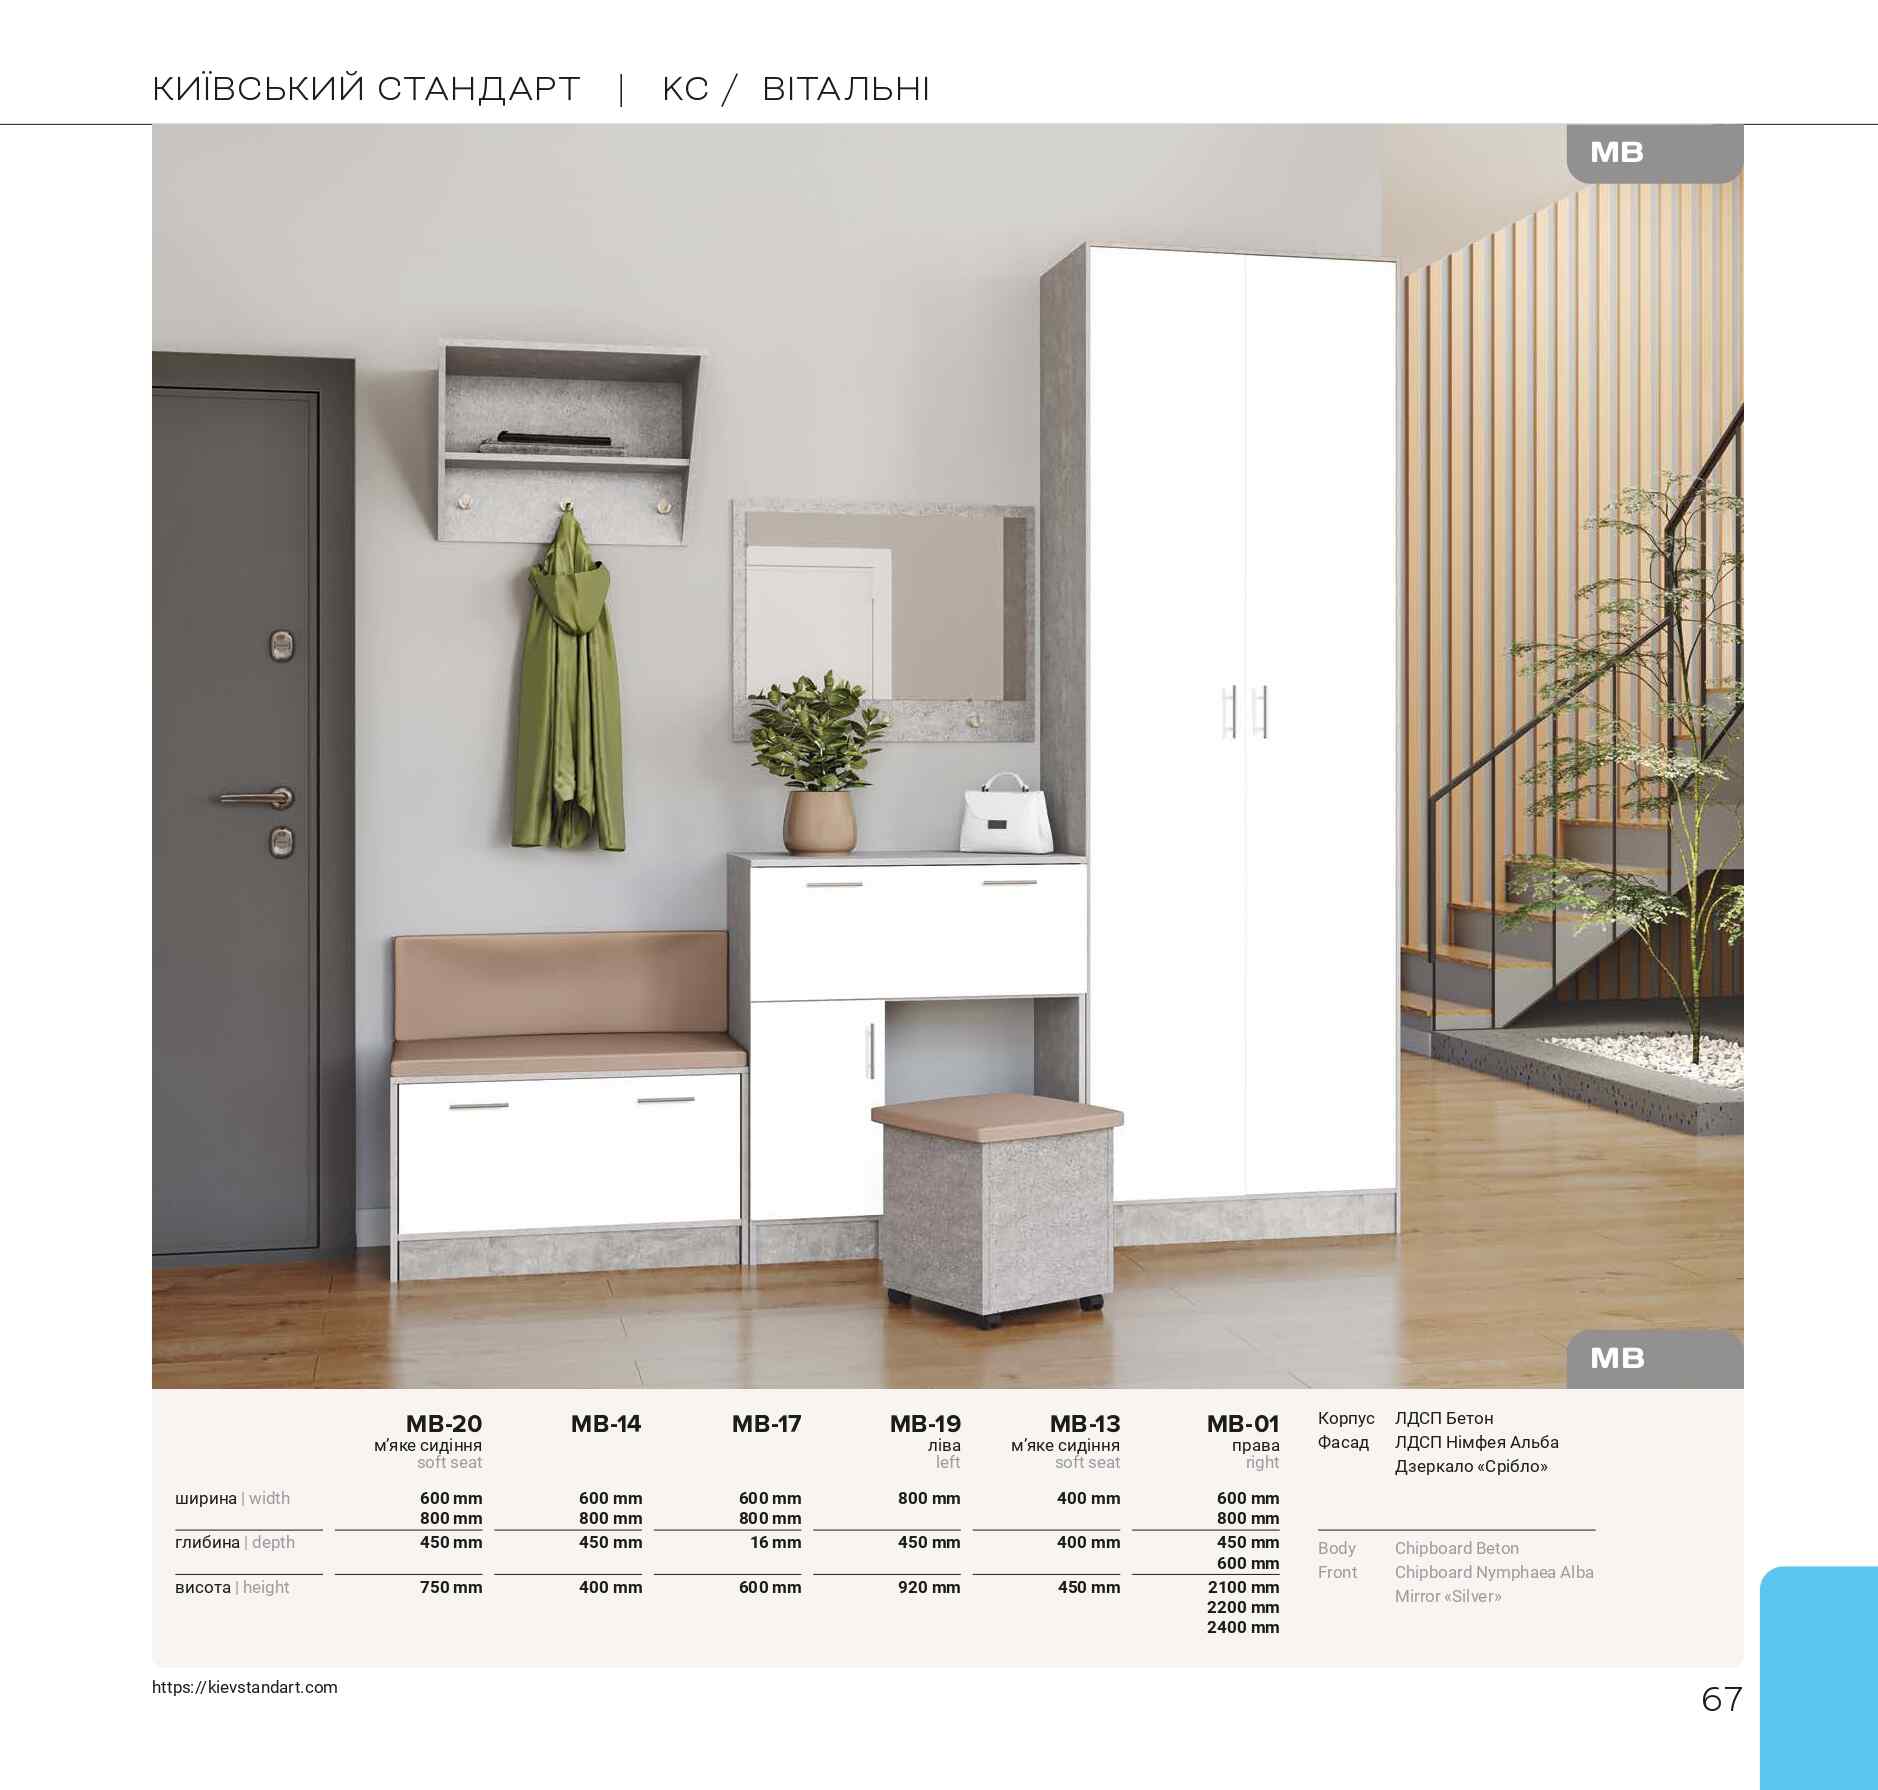 КИЇВСЬКИЙ СТАНДАРТ | КС / ВІТАЛЬНІ
МВ
МВ
МВ-20 МВ-14 МВ-17 МВ-19 МВ-13 МВ-01
м’яке сидіння ліва м’яке сидіння права
soft seat left soft seat right
ширина | width 600 mm 600 mm 600 mm 800 mm 400 mm 600 mm
800 mm 800 mm 800 mm 800 mm
глибина | depth 450 mm 450 mm 16 mm 450 mm 400 mm 450 mm
600 mm
висота | height 750 mm 400 mm 600 mm 920 mm 450 mm 2100 mm
2200 mm
2400 mm
Корпус ЛДСП Бетон
Фасад ЛДСП Німфея Альба
Дзеркало «Срібло»
Body Chipboard Beton
Front Chipboard Nymphaea Alba
Mirror «Silver»
https://kievstandart.com
67